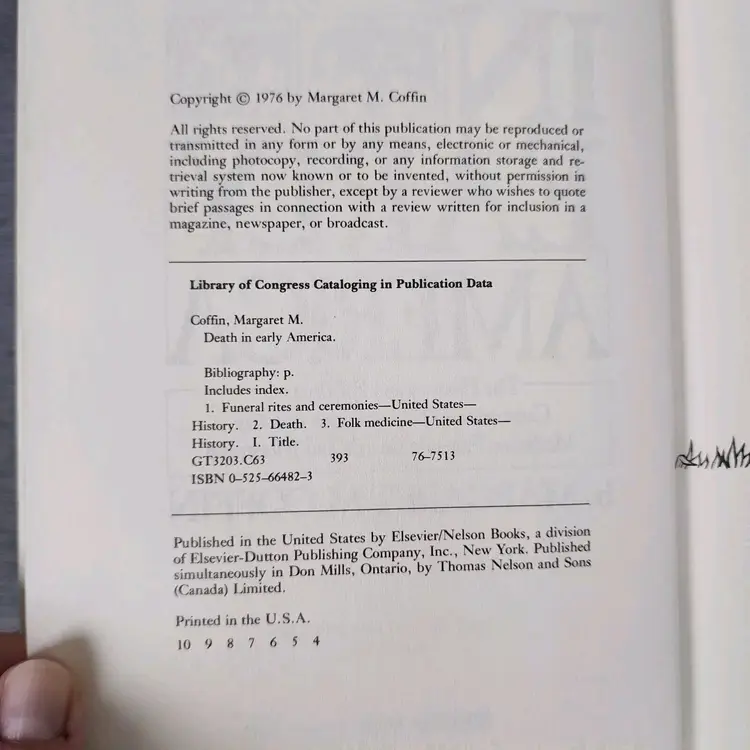 Copyright © 1976 by Margaret M. Coffin
All rights reserved. No part of this publication may be reproduced or
transmitted in any form or by any means, electronic or mechanical,
including photocopy, recording, or any information storage and re-
trieval system now known or to be invented, without permission in
writing from the publisher, except by a reviewer who wishes to quote
brief passages in connection with a review written for inclusion in a
magazine, newspaper, or broadcast.
Library of Congress Cataloging in Publication Data
Coffin, Margaret M.
Death in early America.
Bibliography: p.
Includes index.
1. Funeral rites and ceremonies—United States—
History. 2. Death. 3. Folk medicine—United States—
History. I. Title.
GT3203.C63 393 76-7513
ISBN 0-525-66482-3
Published in the United States by Elsevier/Nelson Books, a division
of Elsevier-Dutton Publishing Company, Inc., New York. Published
simultaneously in Don Mills, Ontario, by Thomas Nelson and Sons
(Canada) Limited.
Printed in the U.S.A.
10 9 8 7 6 5 4